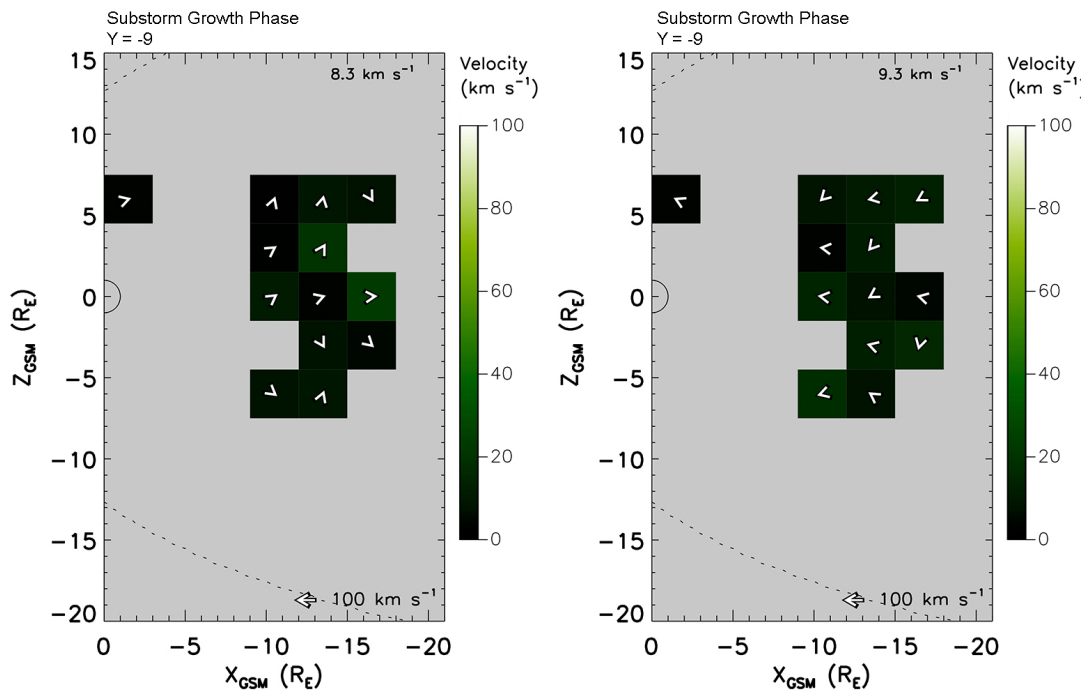 Substorm Growth Phase
Y = -9
8.3 km s⁻¹
Velocity
(km s⁻¹)
100
80
60
40
20
0
15
10
5
0
−5
−10
−15
−20
Z_GSM (R_E)
100 km s⁻¹
0 −5 −10 −15 −20
X_GSM (R_E)
Substorm Growth Phase
Y = -9
9.3 km s⁻¹
Velocity
(km s⁻¹)
100
80
60
40
20
0
15
10
5
0
−5
−10
−15
−20
Z_GSM (R_E)
100 km s⁻¹
0 −5 −10 −15 −20
X_GSM (R_E)